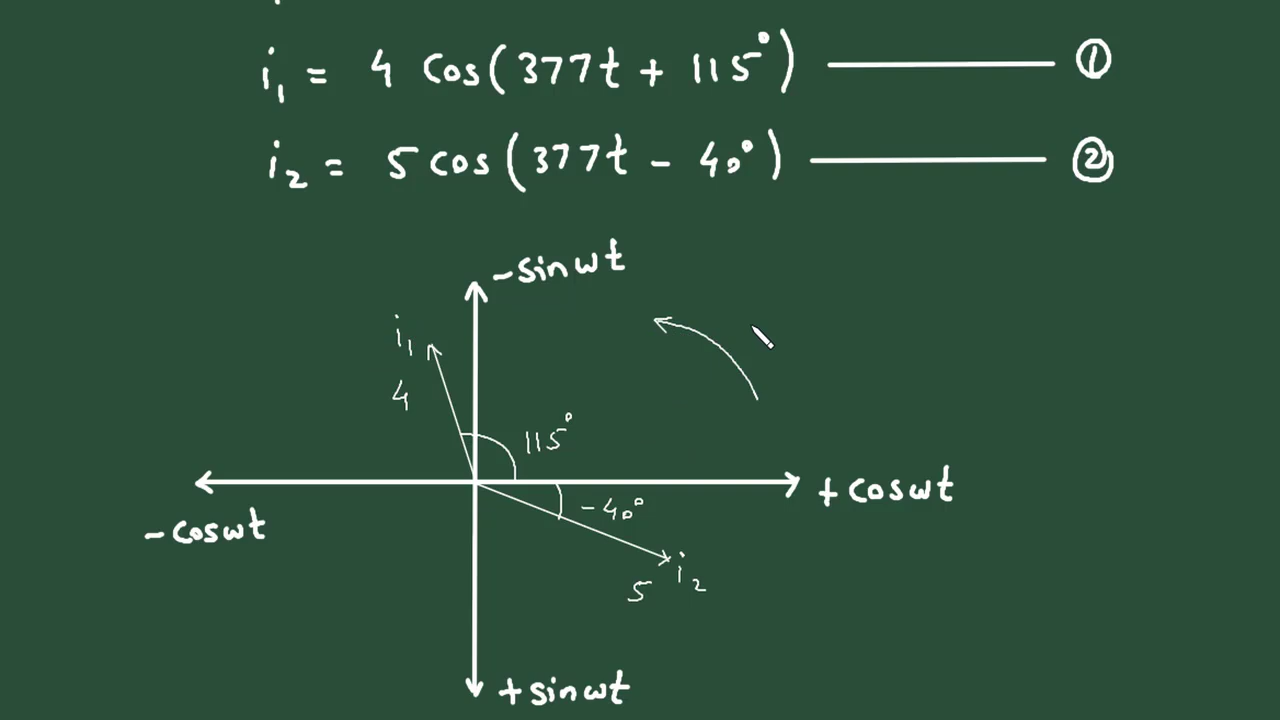 i₁ = 4 cos(377t + 115°) ——— ①
i₂ = 5 cos(377t - 40°) ——— ②
-sinωt
i₁
4
115°
+cosωt
-40°
-cosωt
i₂
5
+sinωt